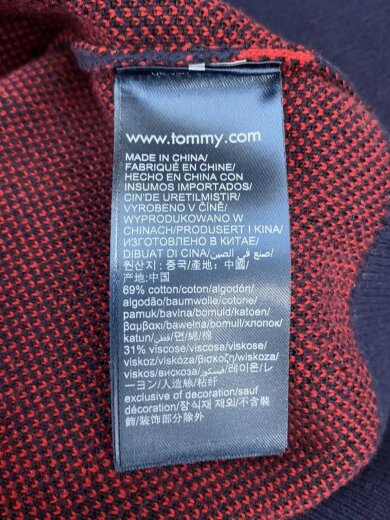 www.tommy.com
MADE IN CHINA/
FABRIQUÉ EN CHINE/
HECHO EN CHINA CON
INSUMOS IMPORTADOS/
CIN'DE URETILMISTIR/
VYROBENO V ČÍNĚ/
WYPRODUKOWANO W
CHINACH/PRODUSERT I KINA/
ИЗГОТОВЛЕНО В КИТАЕ/
DIBUAT DI CINA/صنع في الصين/
원산지: 중국/產地: 中國/
产地:中国
69% cotton/coton/algodón/
algodão/baumwolle/cotone/
pamuk/bavlna/bomuld/katoen/
βαμβακι/bawełna/bomull/хлопок/
katun/قطن/면/綿/棉
31% viscose/viscosa/viskose/
viskoz/viskóza/βισκοζη/wiskoza/
viskos/вискоза/فيسكوز/레이온/レ
ーヨン/人造絲/粘纤
exclusive of decoration/sauf
décoration/장식재 제외/不含裝
飾/装饰部分除外